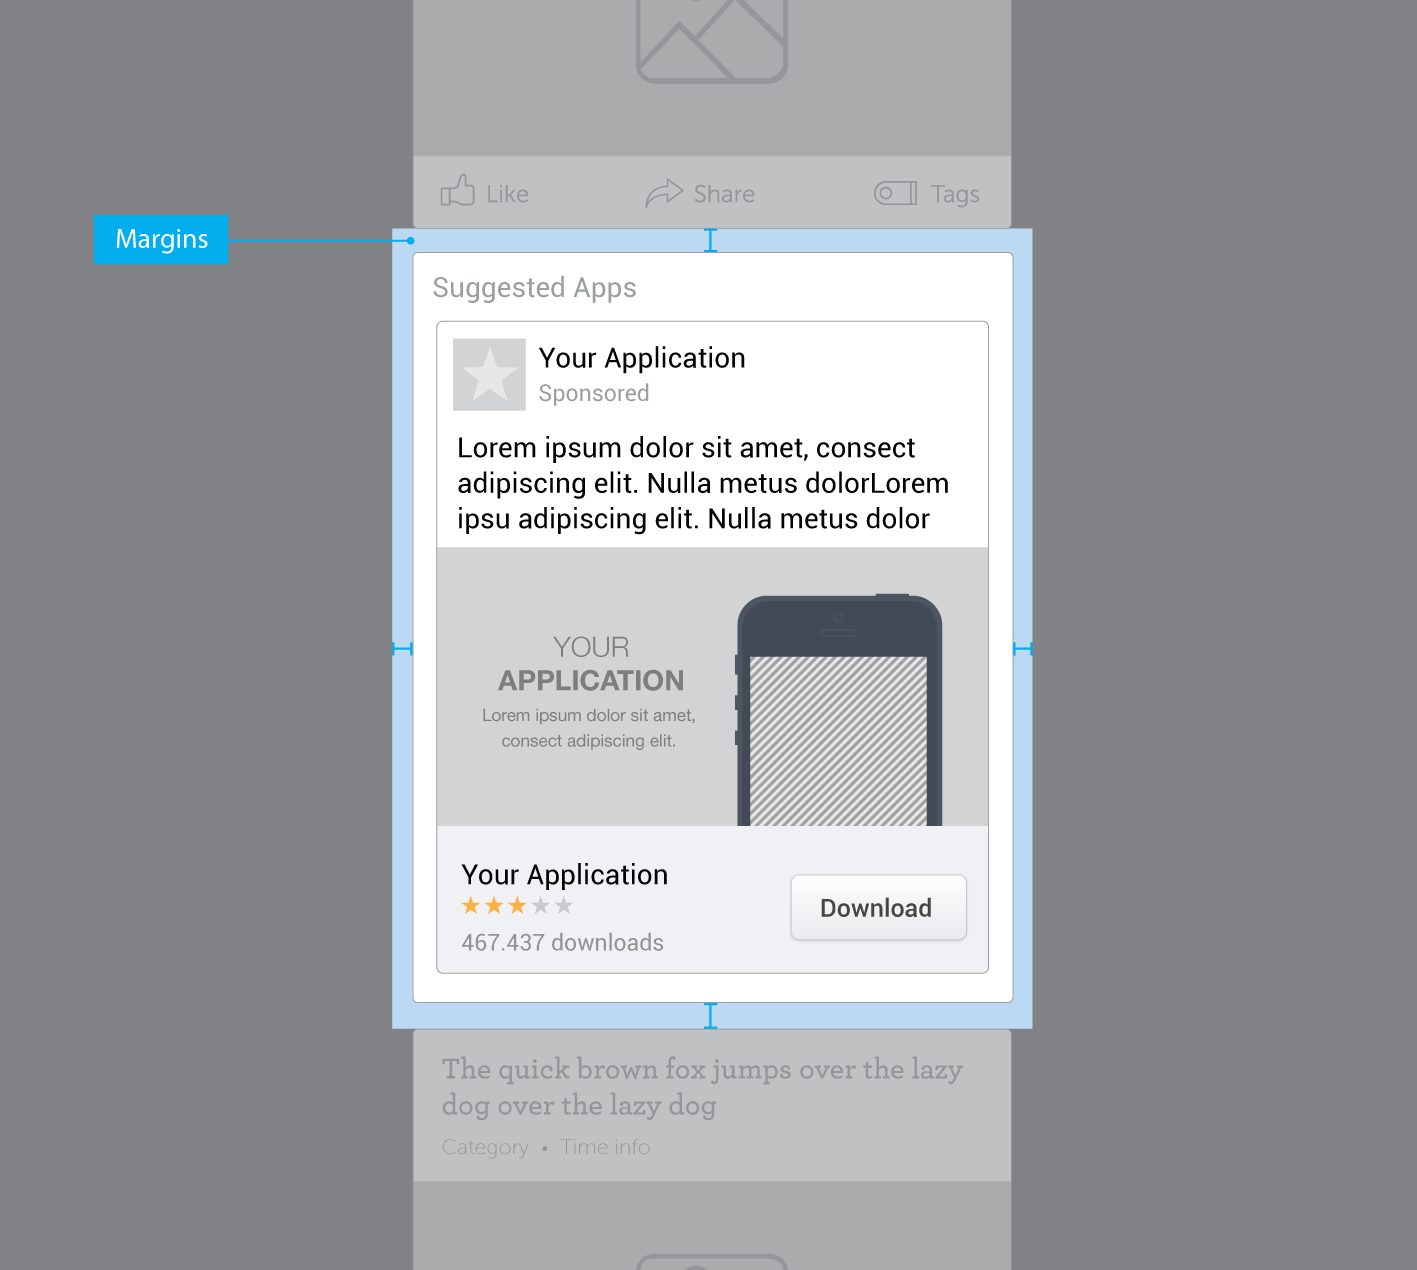 Like
Share
Tags
Margins
Suggested Apps
Your Application
Sponsored
Lorem ipsum dolor sit amet, consect
adipiscing elit. Nulla metus dolorLorem
ipsu adipiscing elit. Nulla metus dolor
YOUR
APPLICATION
Lorem ipsum dolor sit amet,
consect adipiscing elit.
Your Application
467.437 downloads
Download
The quick brown fox jumps over the lazy
dog over the lazy dog
Category • Time info